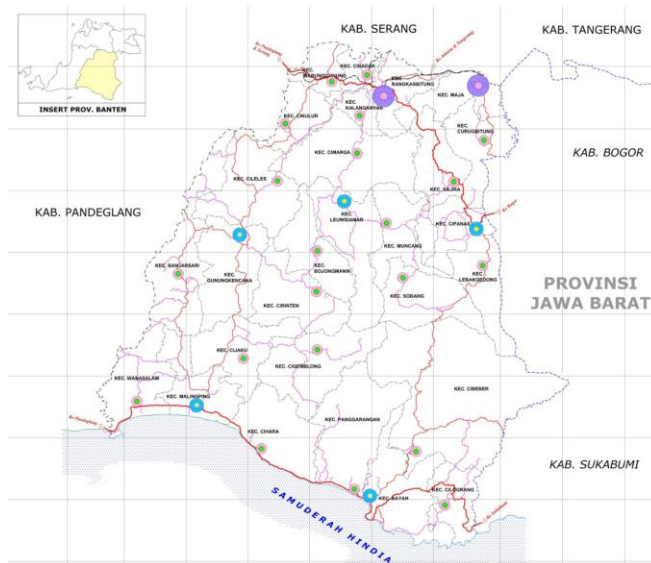 KAB. SERANG
KAB. TANGERANG
INSERT PROV. BANTEN
KEC. CIBADAK
KEC.
WARUNGGUNUNG
KEC.
RANGKASBITUNG
KEC. MAJA
KEC.
KALANGANYAR
KEC. CIKULUR
KEC.
CURUGBITUNG
KEC. CIMARGA
KAB. BOGOR
KEC. CILELES
KEC. SAJIRA
KAB. PANDEGLANG
KEC.
LEUWIDAMAR
KEC. CIPANAS
KEC. MUNCANG
KEC. BANJARSARI
KEC.
GUNUNGKENCANA
KEC.
BOJONGMANIK
KEC.
LEBAKGEDONG
KEC. SOBANG
PROVINSI
JAWA BARAT
KEC. CIRINTEN
KEC. CIJAKU
KEC. CIGEMBLONG
KEC. WANASALAM
KEC. MALINGPING
KEC. CIBEBER
KEC. PANGGARANGAN
KEC. CIHARA
KAB. SUKABUMI
KEC. CILOGRANG
KEC. BAYAH
SAMUDERAH HINDIA